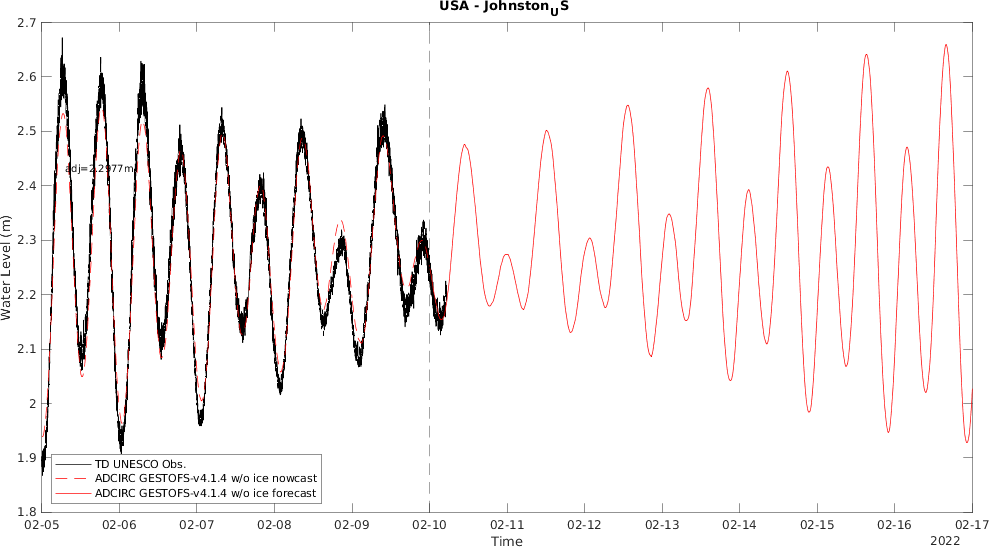 USA - Johnston_US
2.7
2.6
2.5
2.4
2.3
2.2
2.1
2
1.9
1.8
Water Level (m)
adj=2.2977m
TD UNESCO Obs.
ADCIRC GESTOFS-v4.1.4 w/o ice nowcast
ADCIRC GESTOFS-v4.1.4 w/o ice forecast
02-05 02-06 02-07 02-08 02-09 02-10 02-11 02-12 02-13 02-14 02-15 02-16 02-17
Time
2022